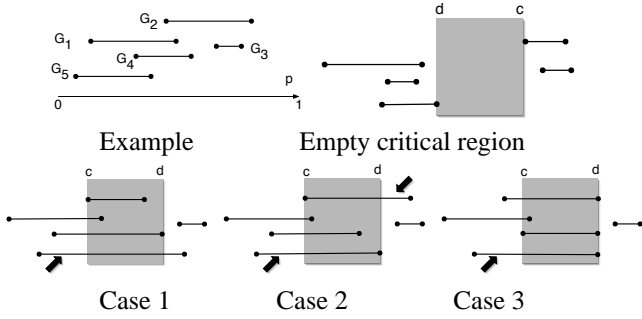 d c
G2
G1
G3
G4
G5
p
0 1
Example Empty critical region
c d c d c d
Case 1 Case 2 Case 3